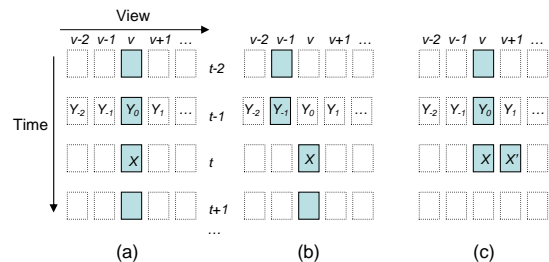 View
v-2 v-1 v v+1 ... v-2 v-1 v v+1 ... v-2 v-1 v v+1 ...
t-2
Time
Y-2 Y-1 Y0 Y1 ... t-1 Y-2 Y-1 Y0 Y1 ... Y-2 Y-1 Y0 Y1 ...
X t X X X'
t+1
...
(a) (b) (c)